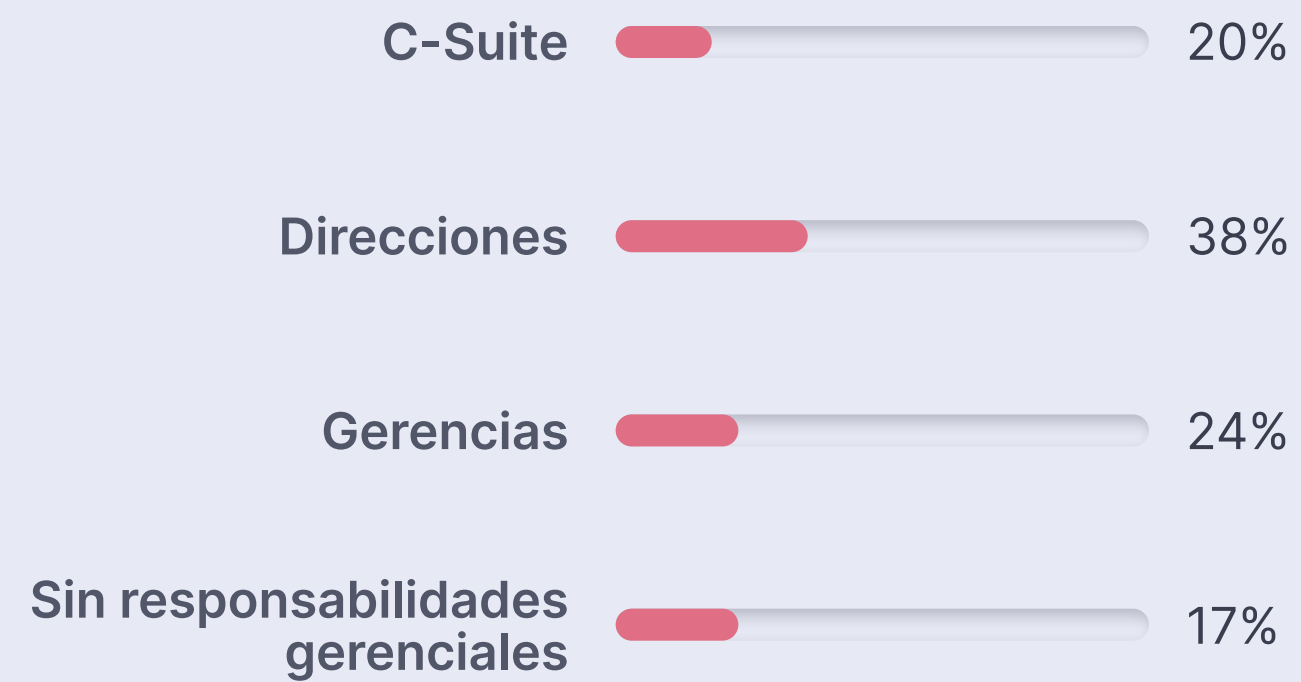 C-Suite 20%
Direcciones 38%
Gerencias 24%
Sin responsabilidades
gerenciales 17%